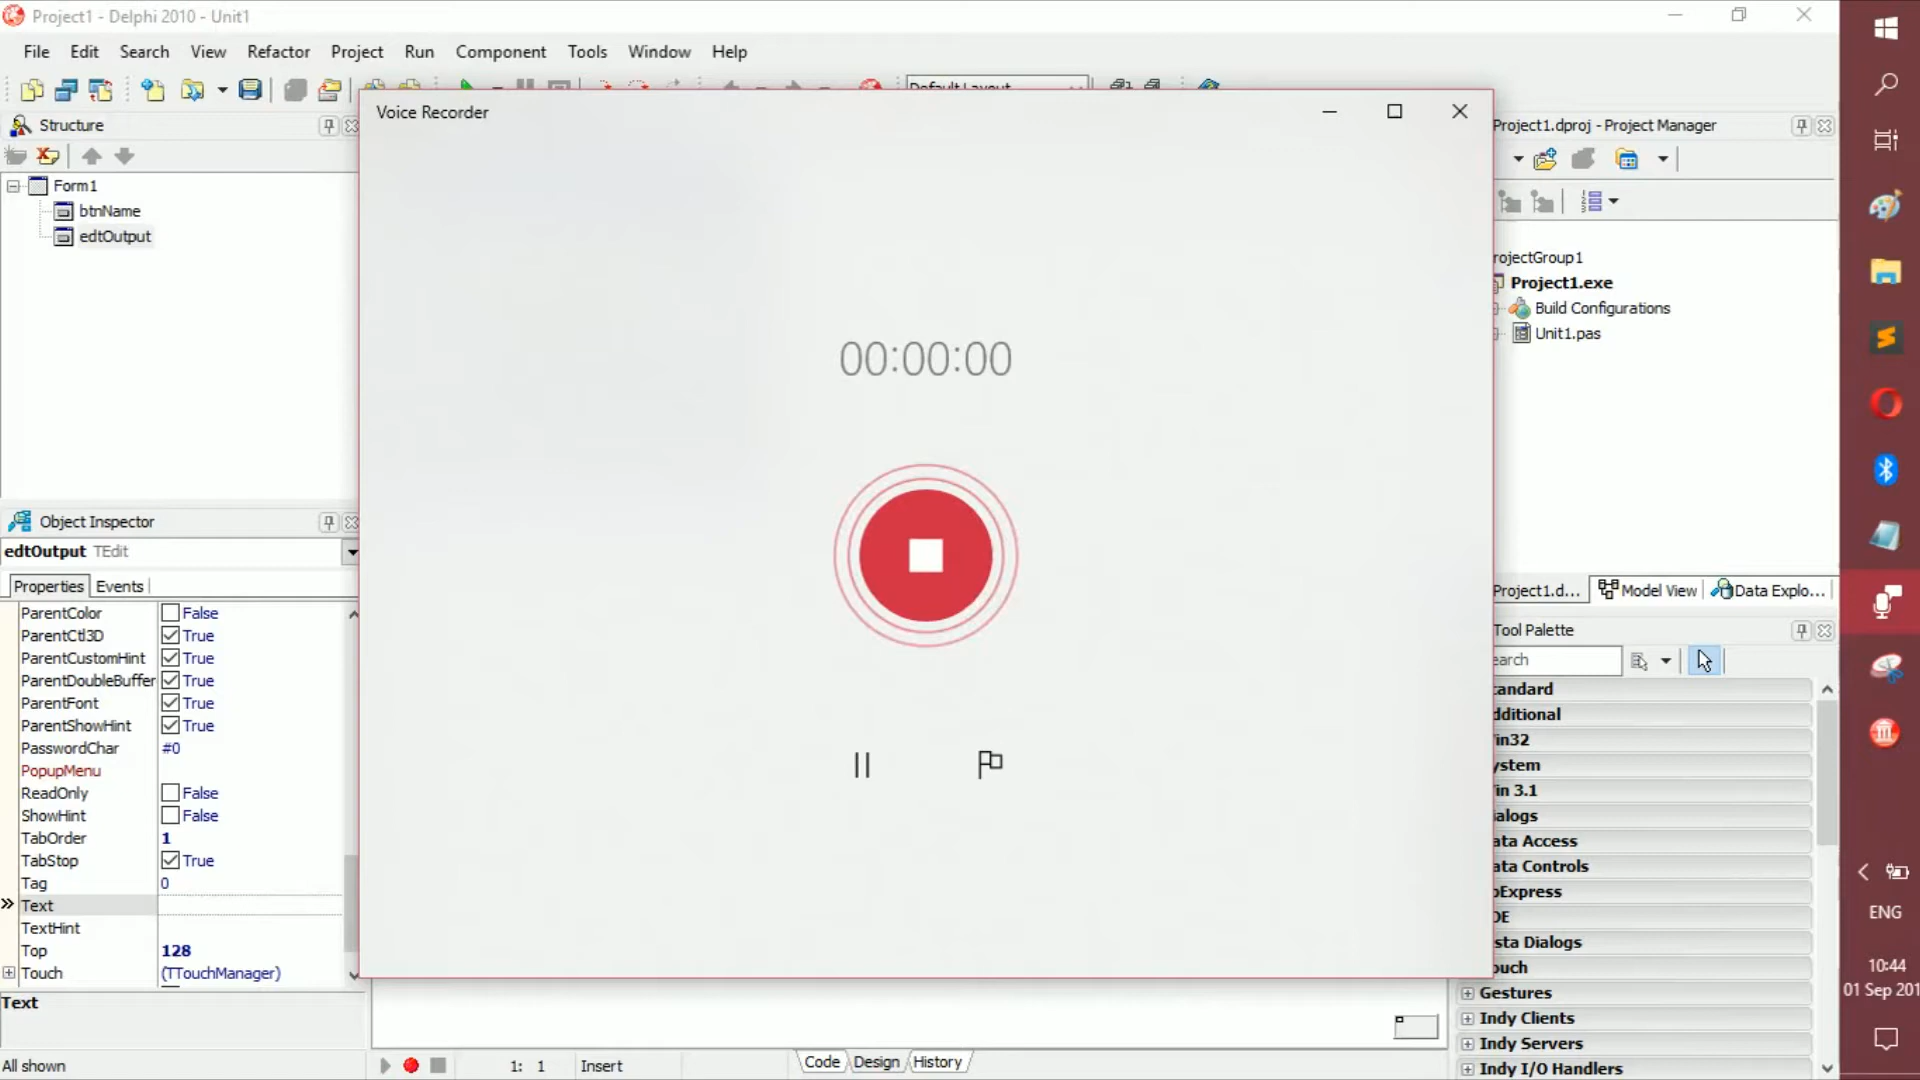 Project1 - Delphi 2010 - Unit1
File Edit Search View Refactor Project Run Component Tools Window Help
Default Layout
Structure
Voice Recorder
Project1.dproj - Project Manager
Form1
btnName
edtOutput
rojectGroup1
Project1.exe
Build Configurations
Unit1.pas
00:00:00
Object Inspector
edtOutput TEdit
Properties Events
ParentColor False
ParentCtl3D True
ParentCustomHint True
ParentDoubleBuffer True
ParentFont True
ParentShowHint True
PasswordChar #0
PopupMenu
ReadOnly False
ShowHint False
TabOrder 1
TabStop True
Tag 0
Text
TextHint
Top 128
Touch (TTouchManager)
Text
All shown
1: 1 Insert
Code Design History
Project1.d... Model View Data Explo...
Tool Palette
earch
tandard
dditional
in32
ystem
in 3.1
ialogs
ata Access
ata Controls
bExpress
DE
sta Dialogs
ouch
Gestures
Indy Clients
Indy Servers
Indy I/O Handlers
ENG
10:44
01 Sep 201